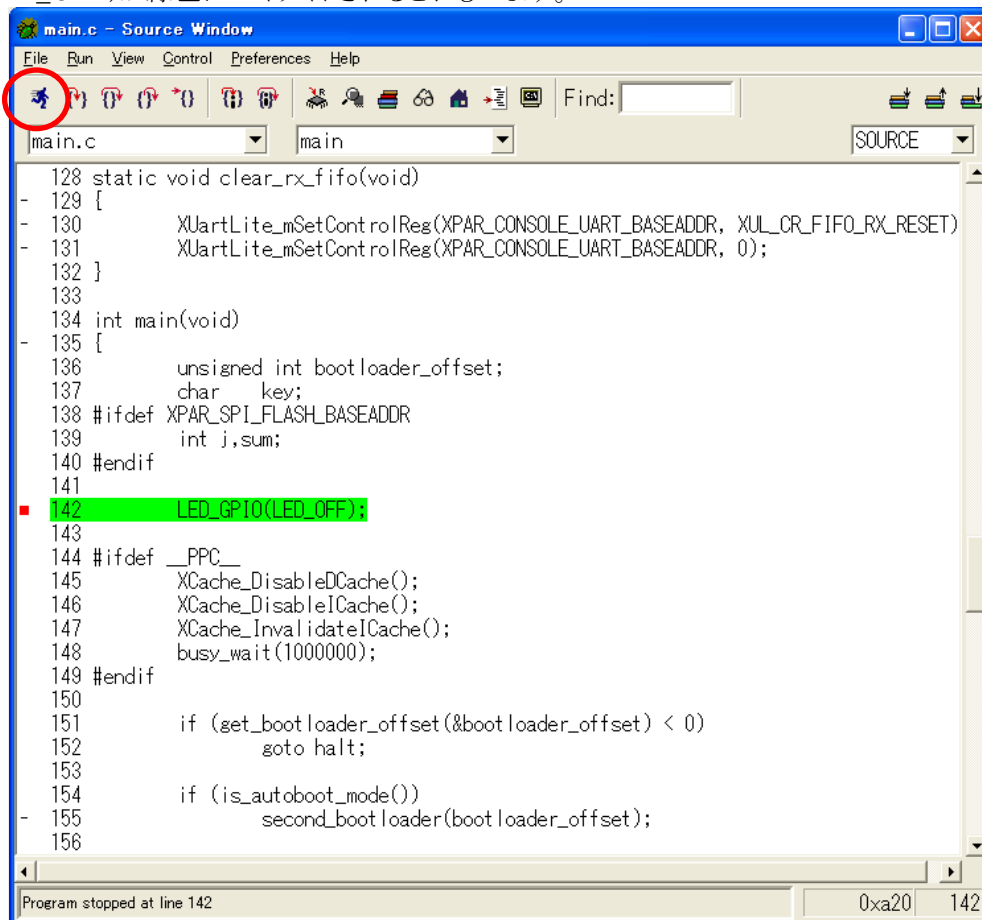 main.c - Source Window
File Run View Control Preferences Help
Find:
main.c main SOURCE
128 static void clear_rx_fifo(void)
- 129 {
- 130 XUartLite_mSetControlReg(XPAR_CONSOLE_UART_BASEADDR, XUL_CR_FIFO_RX_RESET)
- 131 XUartLite_mSetControlReg(XPAR_CONSOLE_UART_BASEADDR, 0);
132 }
133
134 int main(void)
- 135 {
136 unsigned int bootloader_offset;
137 char key;
138 #ifdef XPAR_SPI_FLASH_BASEADDR
139 int j,sum;
140 #endif
141
142 LED_GPIO(LED_OFF);
143
144 #ifdef __PPC__
145 XCache_DisableDCache();
146 XCache_DisableICache();
147 XCache_InvalidateICache();
148 busy_wait(1000000);
149 #endif
150
151 if (get_bootloader_offset(&bootloader_offset) < 0)
152 goto halt;
153
154 if (is_autoboot_mode())
- 155 second_bootloader(bootloader_offset);
156
Program stopped at line 142 0xa20 142